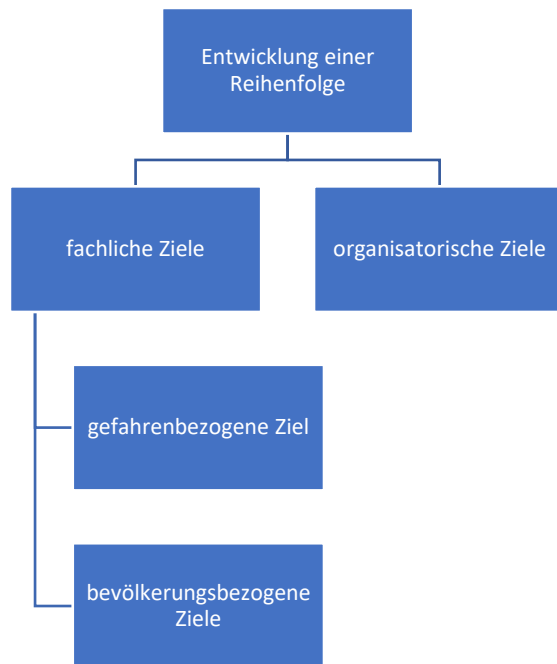 Entwicklung einer
Reihenfolge
fachliche Ziele
organisatorische Ziele
gefahrenbezogene Ziel
bevölkerungsbezogene
Ziele